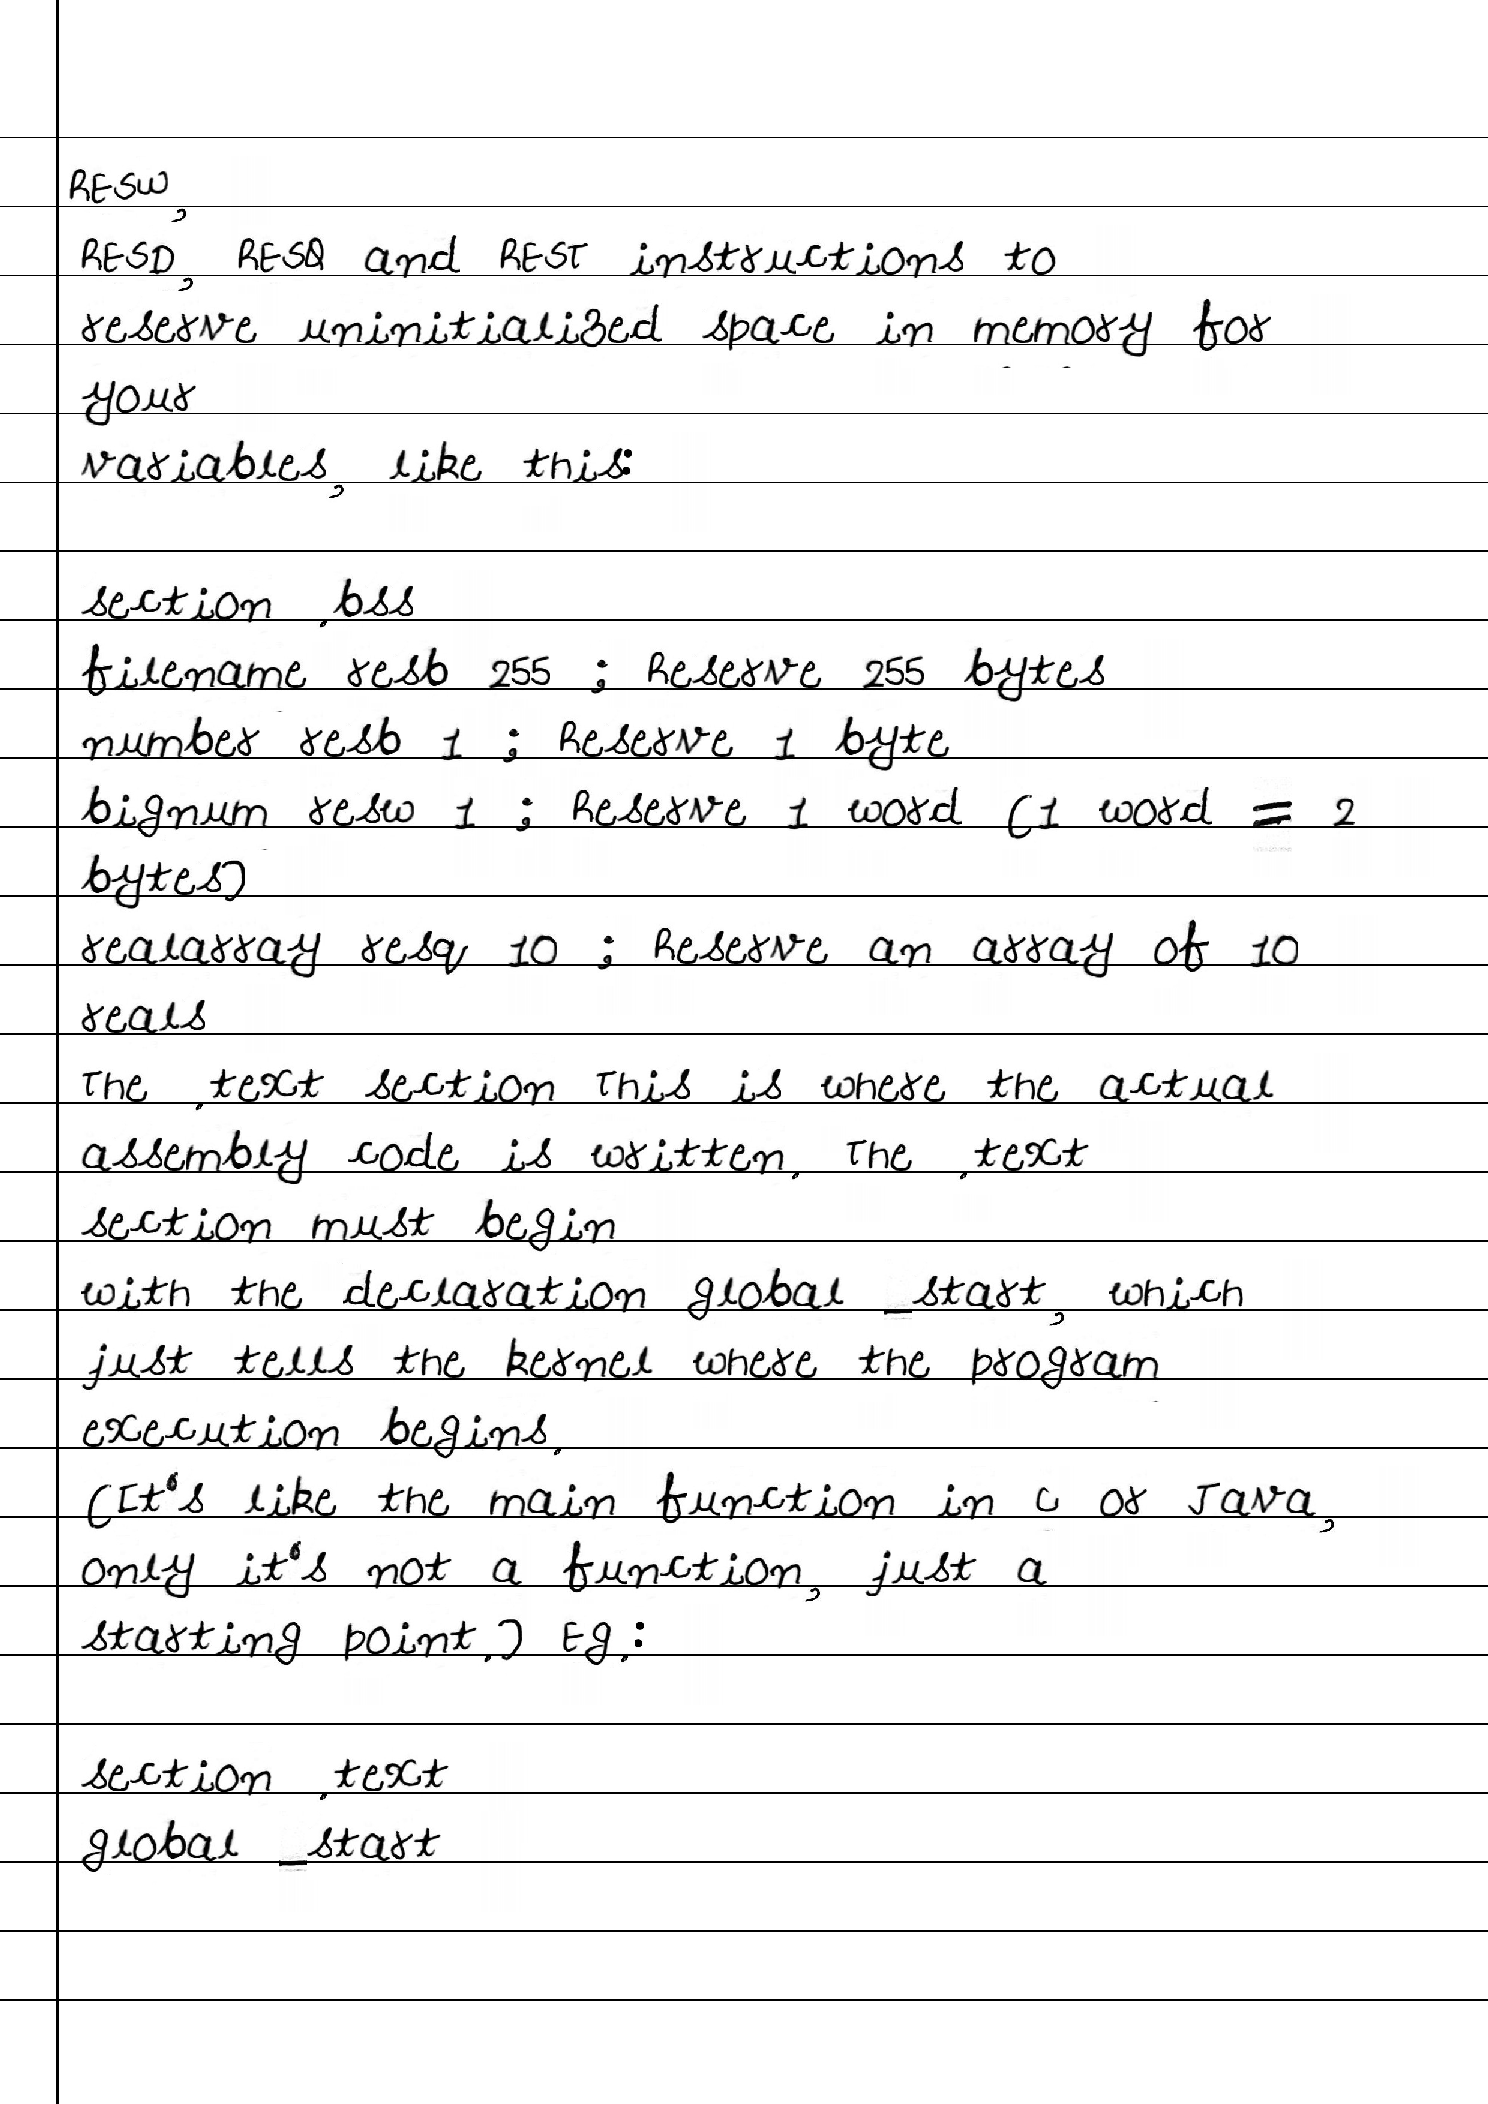 RESW,
RESD, RESQ and REST instructions to
reserve uninitialized space in memory for
your
variables, like this:
section .bss
filename resb 255 ; Reserve 255 bytes
number resb 1 ; Reserve 1 byte
bignum resw 1 ; Reserve 1 word (1 word = 2
bytes)
realarray resq 10 ; Reserve an array of 10
reals
The .text section This is where the actual
assembly code is written. The .text
section must begin
with the declaration global _start, which
just tells the kernel where the program
execution begins.
(It's like the main function in C or Java,
only it's not a function, just a
starting point.) Eg.:
section .text
global _start